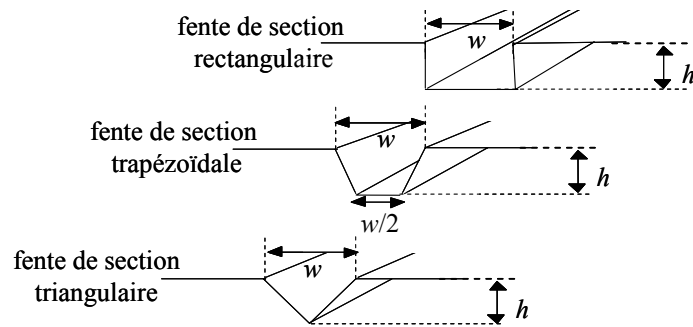 fente de section
rectangulaire
w
h
fente de section
trapézoïdale
w
h
w/2
fente de section
triangulaire
w
h